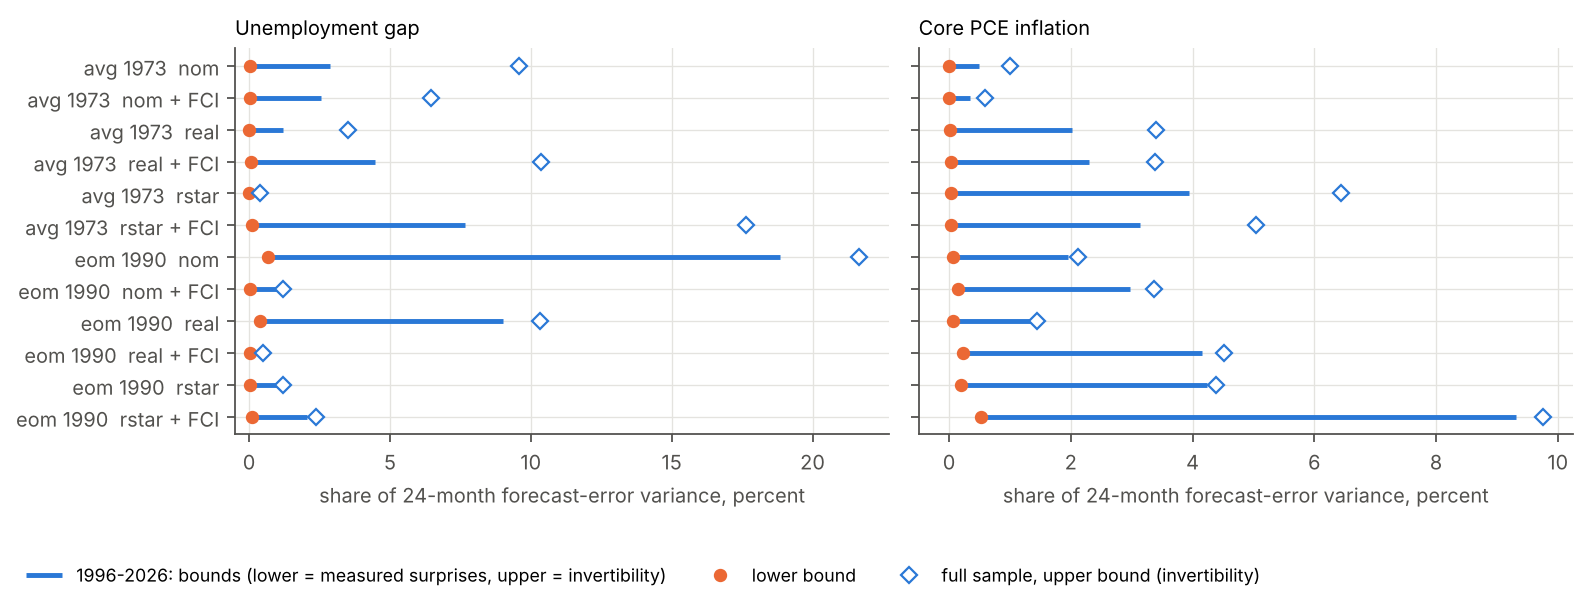 Unemployment gap
avg 1973  nom
avg 1973  nom + FCI
avg 1973  real
avg 1973  real + FCI
avg 1973  rstar
avg 1973  rstar + FCI
eom 1990  nom
eom 1990  nom + FCI
eom 1990  real
eom 1990  real + FCI
eom 1990  rstar
eom 1990  rstar + FCI
0 5 10 15 20
share of 24-month forecast-error variance, percent
Core PCE inflation
0 2 4 6 8 10
share of 24-month forecast-error variance, percent
1996-2026: bounds (lower = measured surprises, upper = invertibility)
lower bound
full sample, upper bound (invertibility)